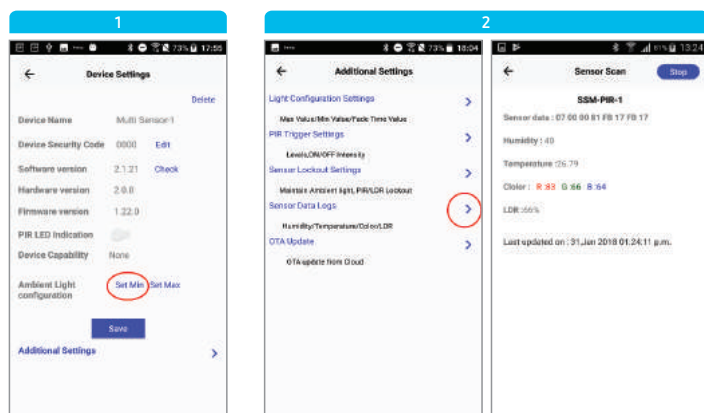 1
2
73% 17:55
Device Settings
Delete
Device Name Multi Sensor-1
Device Security Code 0000 Edit
Software version 2.1.21 Check
Hardware version 2.0.0
Firmware version 1.22.0
PIR LED Indication
Device Capability None
Ambient Light Set Min Set Max
configuration
Save
Additional Settings
73% 18:04
Additional Settings
Light Configuration Settings
Max Value/Min Value/Fade Time Value
PIR Trigger Settings
Levels,ON/OFF Intensity
Sensor Lockout Settings
Maintain Ambient light, PIR/LDR Lockout
Sensor Data Logs
Humidity/Temperature/Color/LDR
OTA Update
OTA update from Cloud
81% 13:24
Sensor Scan Stop
SSM-PIR-1
Sensor data : 07 00 00 81 FB 17 FB 17
Humidity : 40
Temperature :26.79
Cloler : R :83 G :66 B :64
LDR :66%
Last updated on : 31,Jan 2018 01:24:11 p.m.